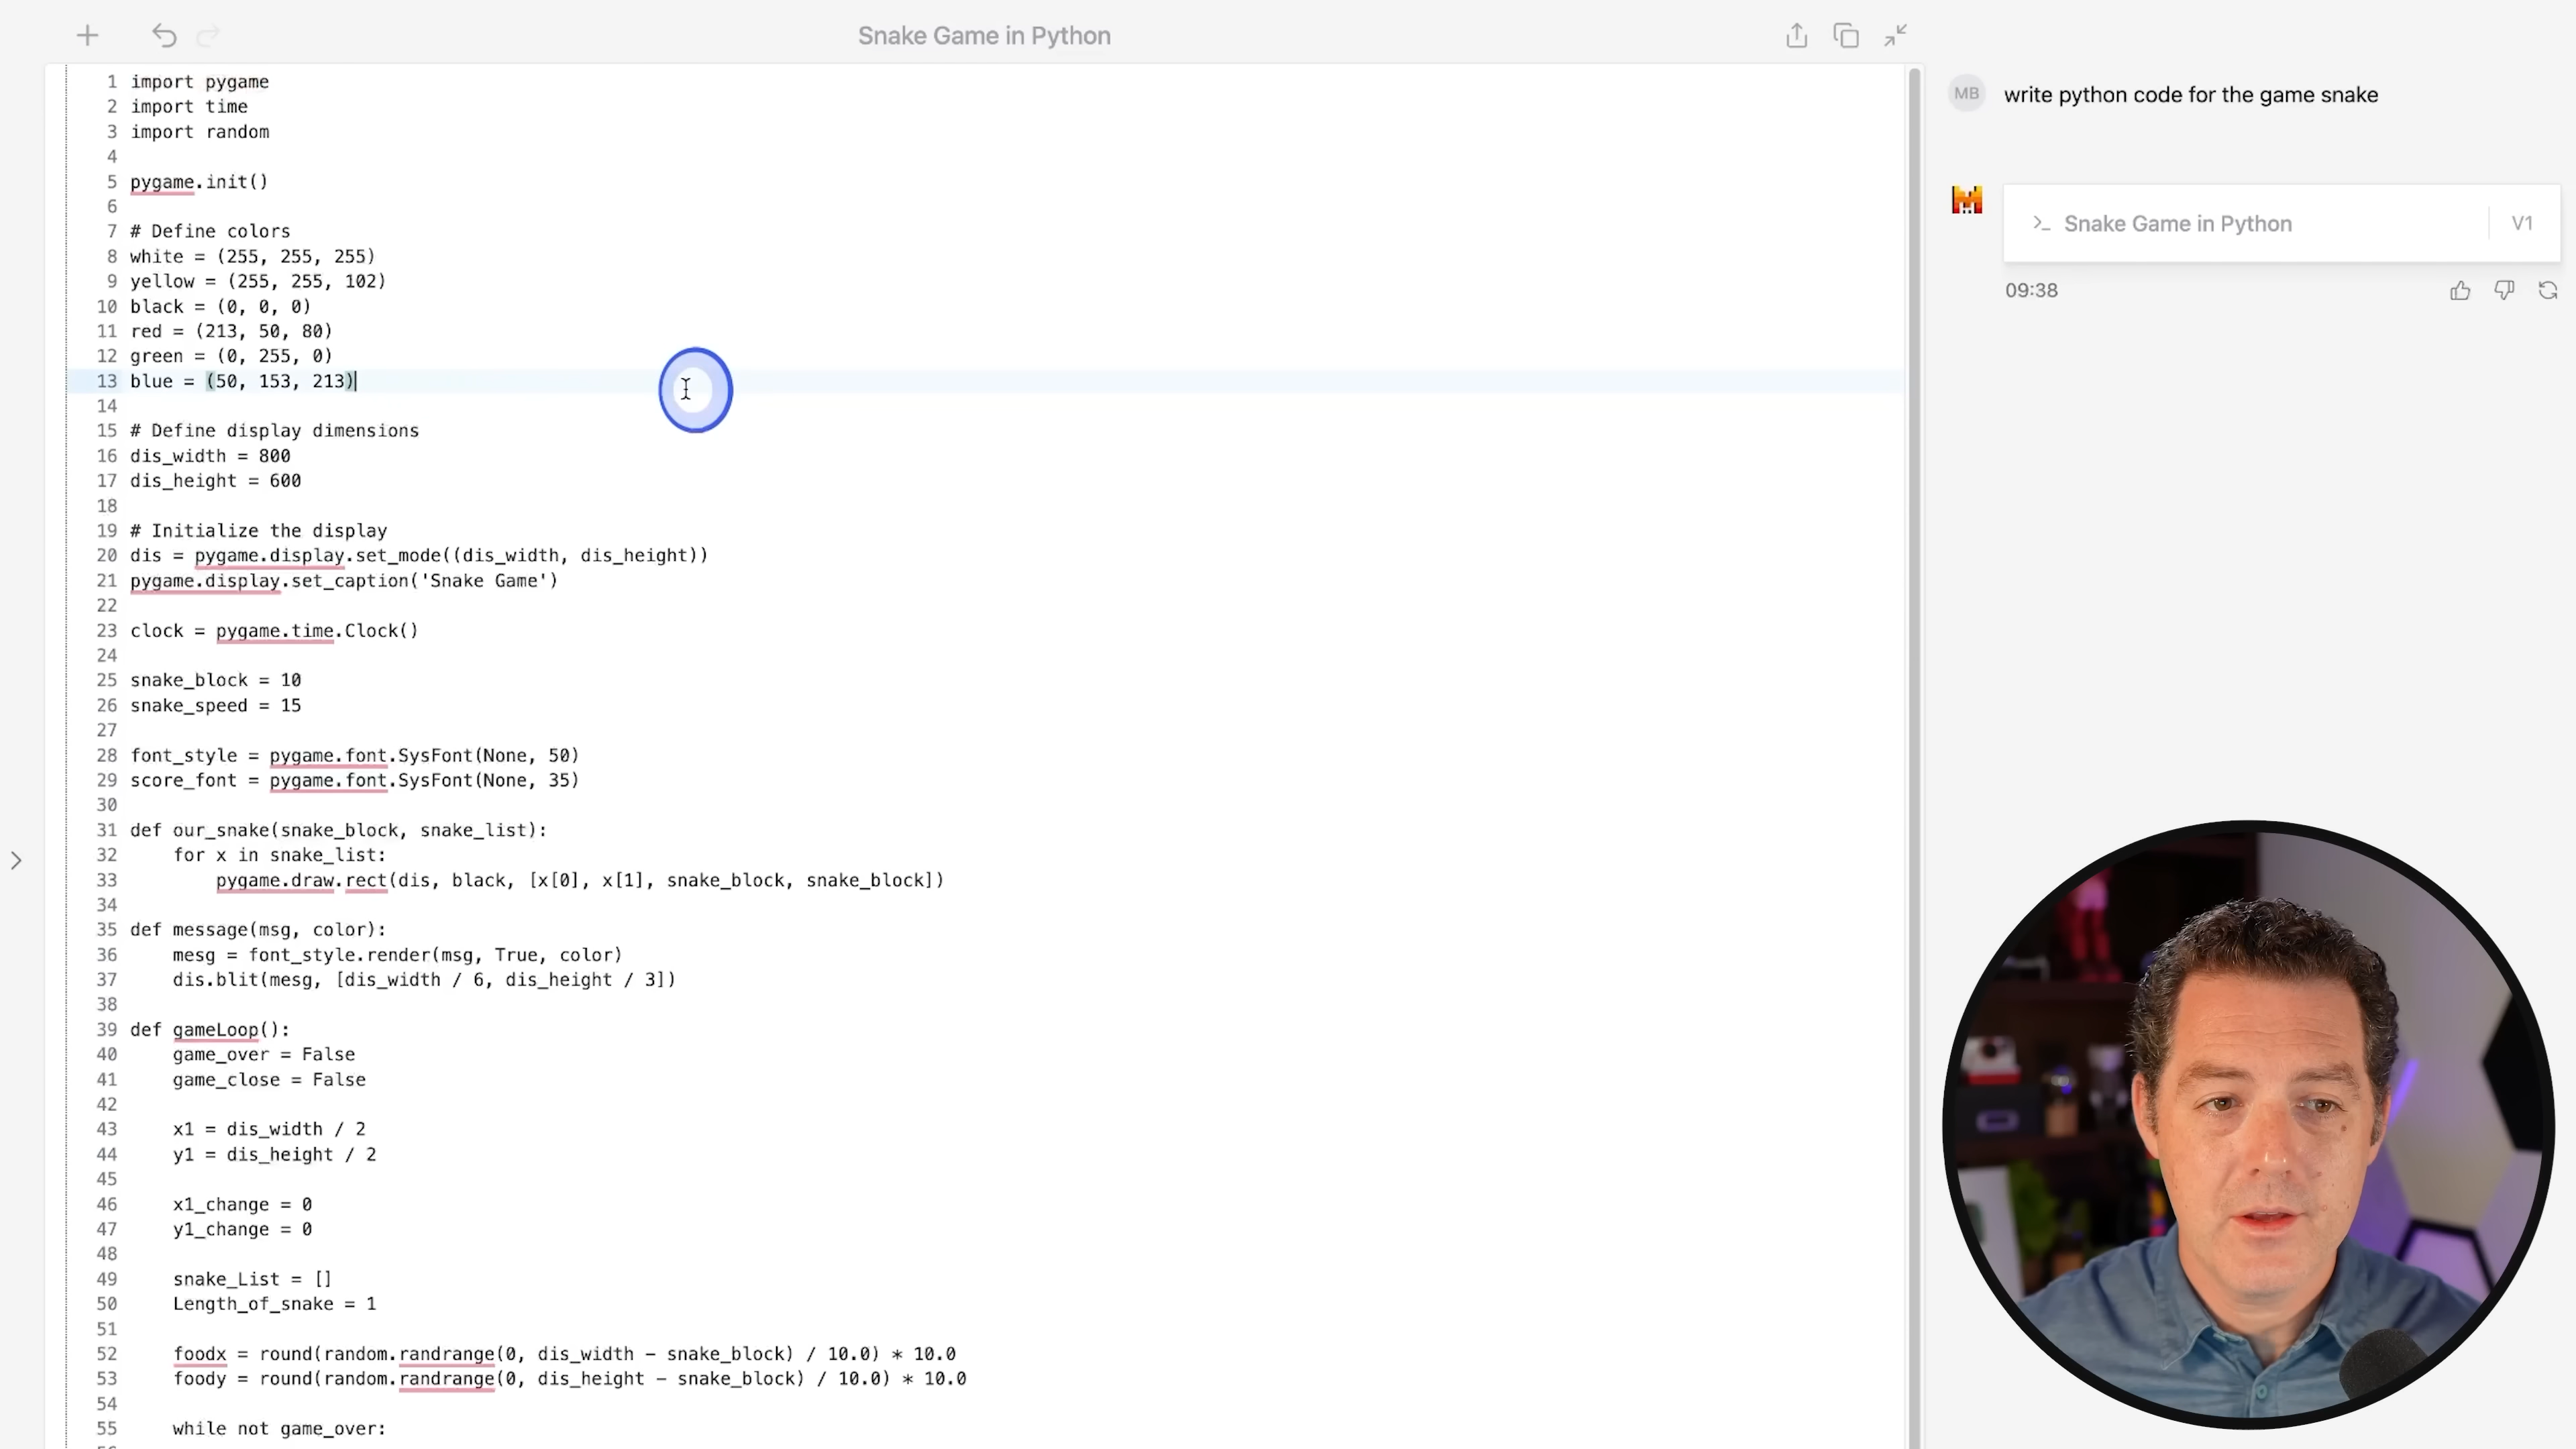 Snake Game in Python
1 import pygame
2 import time
3 import random
4
5 pygame.init()
6
7 # Define colors
8 white = (255, 255, 255)
9 yellow = (255, 255, 102)
10 black = (0, 0, 0)
11 red = (213, 50, 80)
12 green = (0, 255, 0)
13 blue = (50, 153, 213)
14
15 # Define display dimensions
16 dis_width = 800
17 dis_height = 600
18
19 # Initialize the display
20 dis = pygame.display.set_mode((dis_width, dis_height))
21 pygame.display.set_caption('Snake Game')
22
23 clock = pygame.time.Clock()
24
25 snake_block = 10
26 snake_speed = 15
27
28 font_style = pygame.font.SysFont(None, 50)
29 score_font = pygame.font.SysFont(None, 35)
30
31 def our_snake(snake_block, snake_list):
32     for x in snake_list:
33         pygame.draw.rect(dis, black, [x[0], x[1], snake_block, snake_block])
34
35 def message(msg, color):
36     mesg = font_style.render(msg, True, color)
37     dis.blit(mesg, [dis_width / 6, dis_height / 3])
38
39 def gameLoop():
40     game_over = False
41     game_close = False
42
43     x1 = dis_width / 2
44     y1 = dis_height / 2
45
46     x1_change = 0
47     y1_change = 0
48
49     snake_List = []
50     Length_of_snake = 1
51
52     foodx = round(random.randrange(0, dis_width - snake_block) / 10.0) * 10.0
53     foody = round(random.randrange(0, dis_height - snake_block) / 10.0) * 10.0
54
55     while not game_over:
MB write python code for the game snake
>_ Snake Game in Python V1
09:38